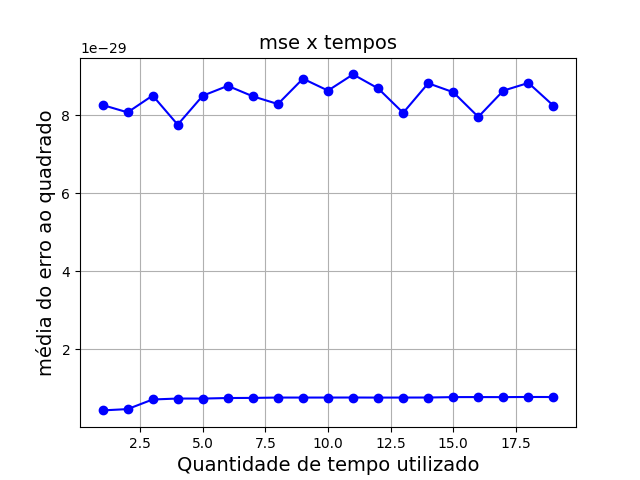 mse x tempos
1e−29
média do erro ao quadrado
8
6
4
2
2.5 5.0 7.5 10.0 12.5 15.0 17.5
Quantidade de tempo utilizado